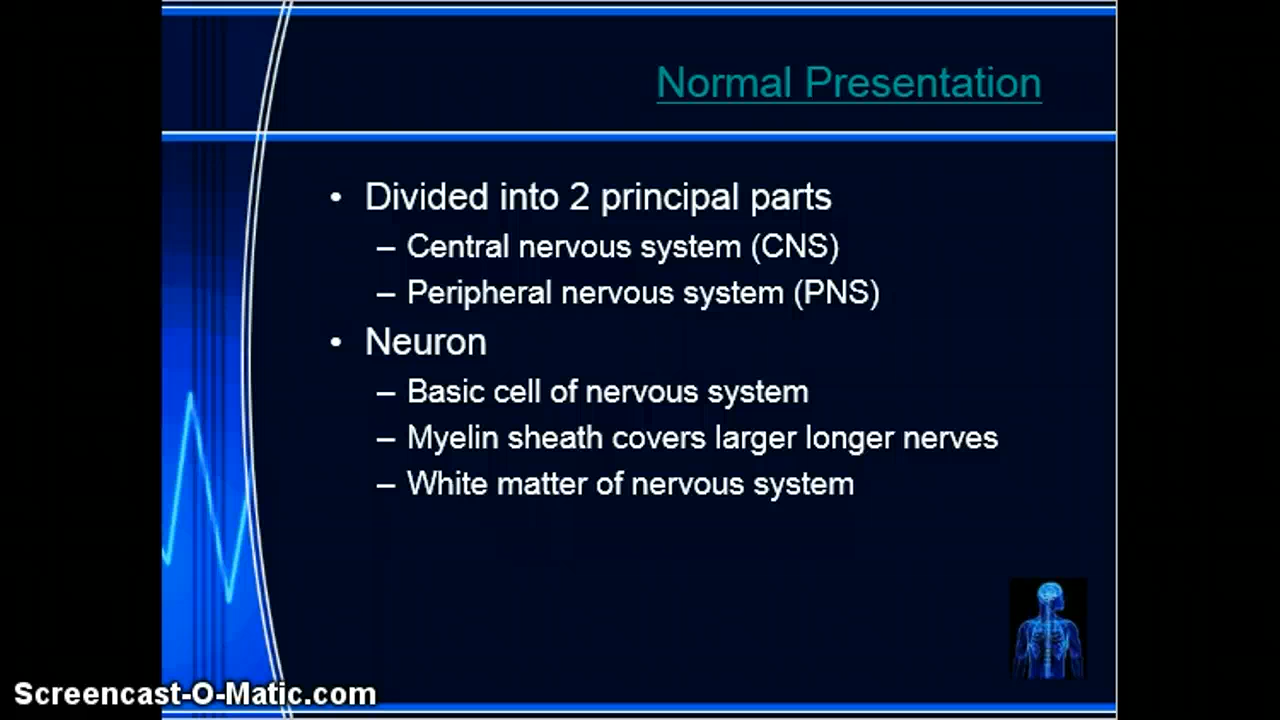 Normal Presentation
• Divided into 2 principal parts
– Central nervous system (CNS)
– Peripheral nervous system (PNS)
• Neuron
– Basic cell of nervous system
– Myelin sheath covers larger longer nerves
– White matter of nervous system
Screencast-O-Matic.com